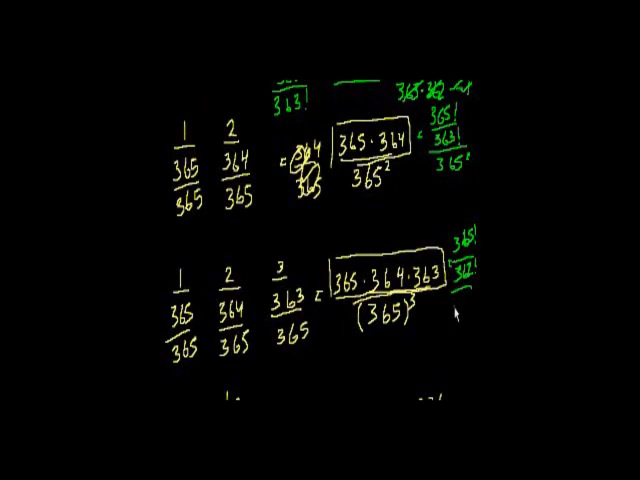 363!
1 2
365/365 364/365 = 365 · 364 / 365² = 365!/363! / 365²
1 2 3
365/365 364/365 363/365 = 365 · 364 · 363 / (365)³ = 365!/362!